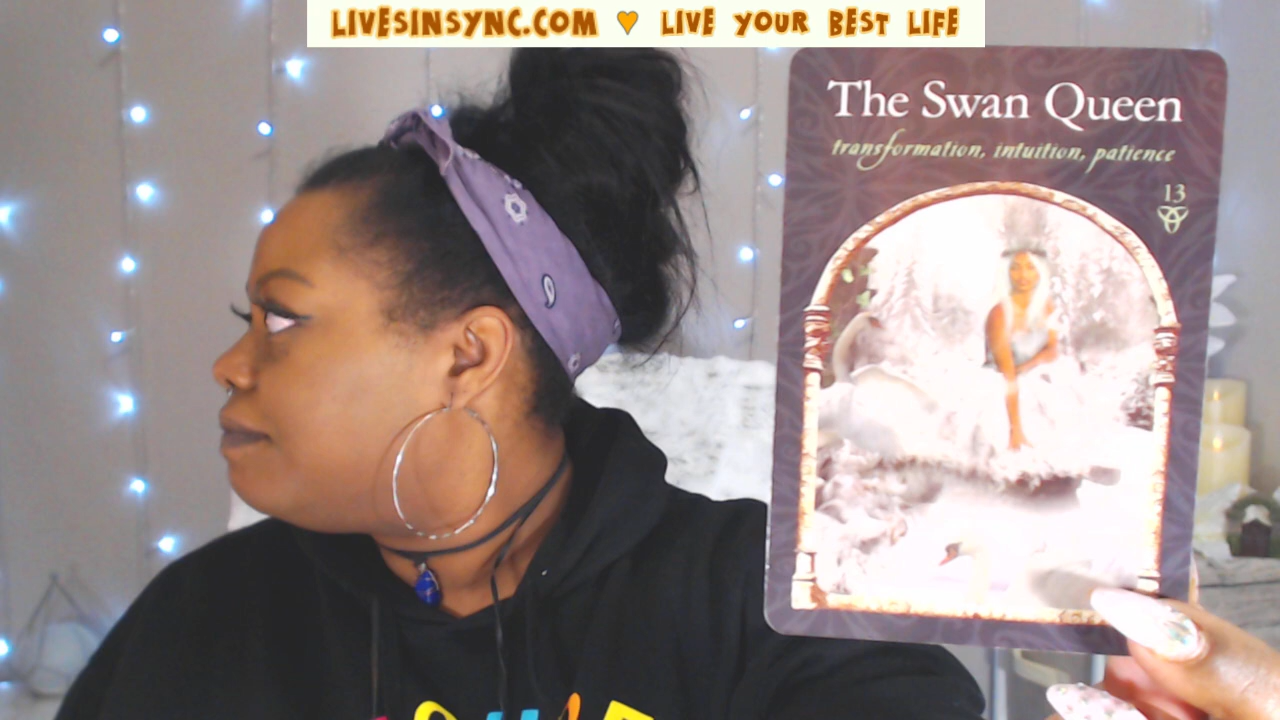 LIVESINSYNC.COM 🧡 LIVE YOUR BEST LIFE
The Swan Queen
transformation, intuition, patience
13